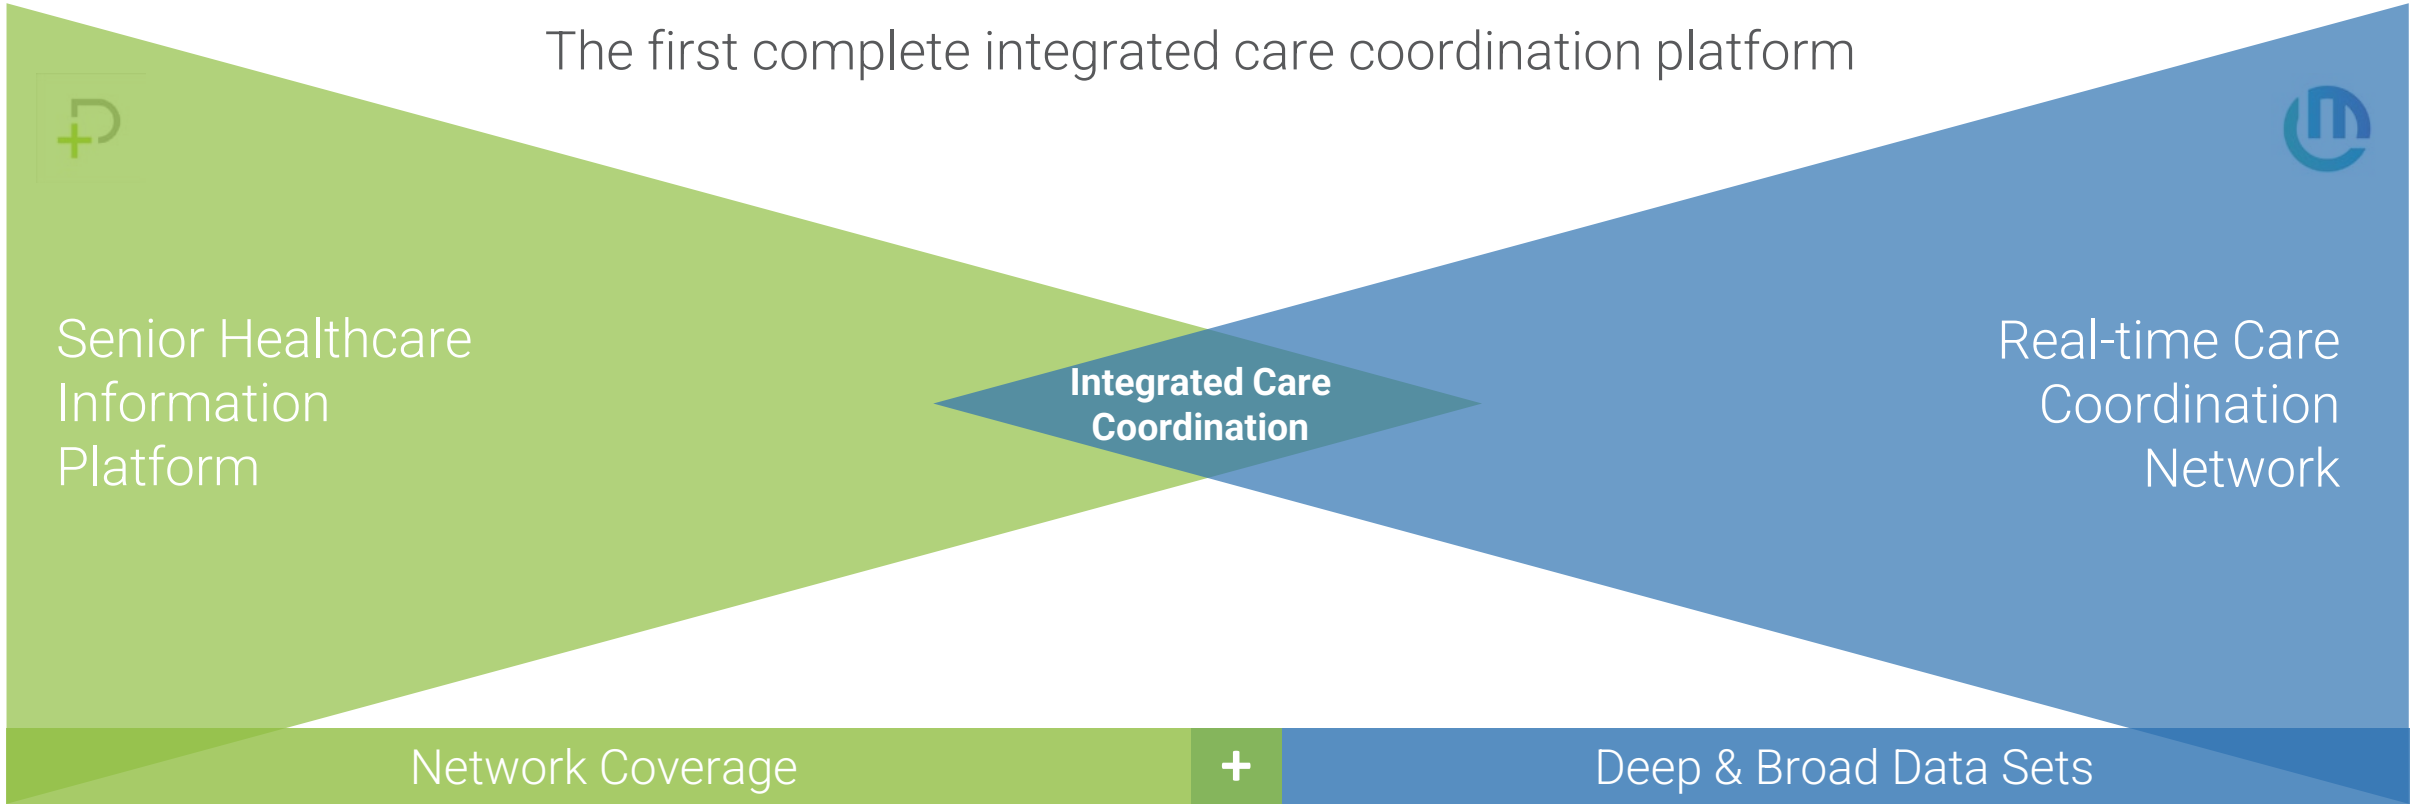 The first complete integrated care coordination platform
Senior Healthcare
Information
Platform
Integrated Care
Coordination
Real-time Care
Coordination
Network
Network Coverage
+
Deep & Broad Data Sets